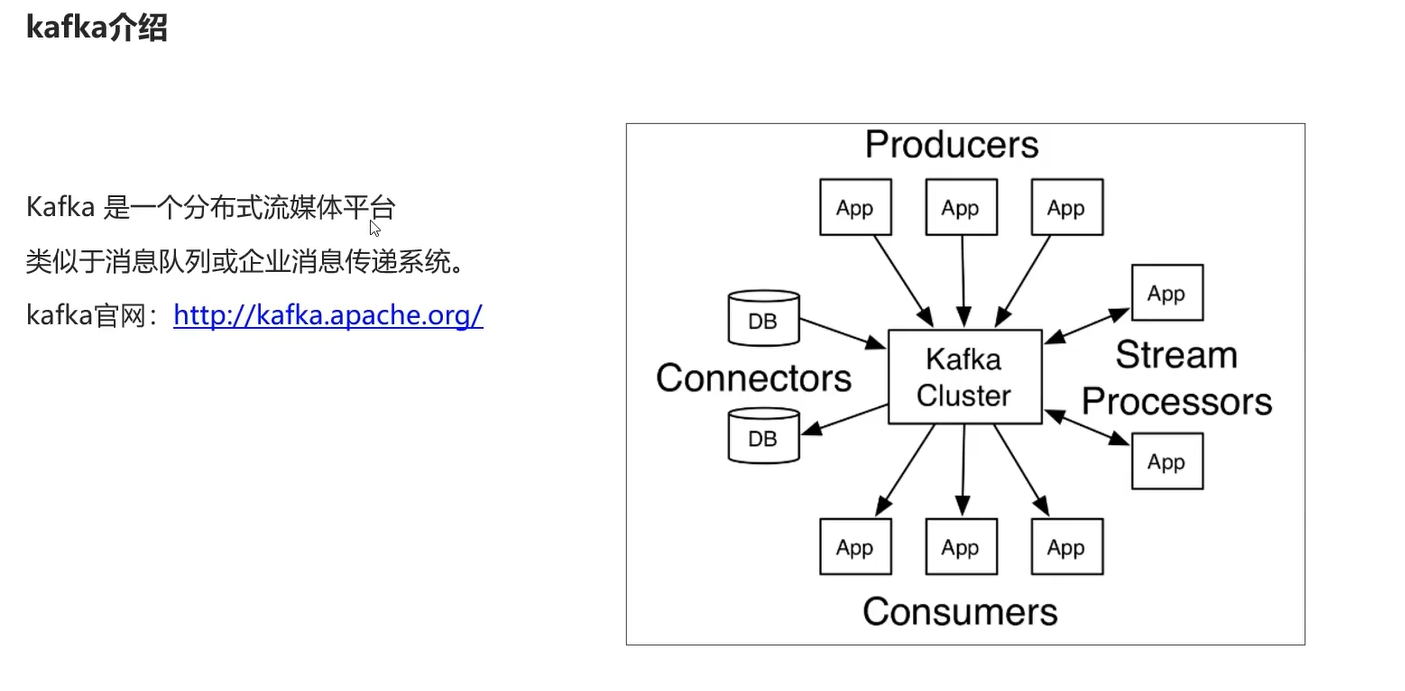 kafka介绍
Kafka 是一个分布式流媒体平台
类似于消息队列或企业消息传递系统。
kafka官网：http://kafka.apache.org/
Producers
App
App
App
DB
App
Kafka
Cluster
Stream
Processors
Connectors
DB
App
App
App
App
Consumers